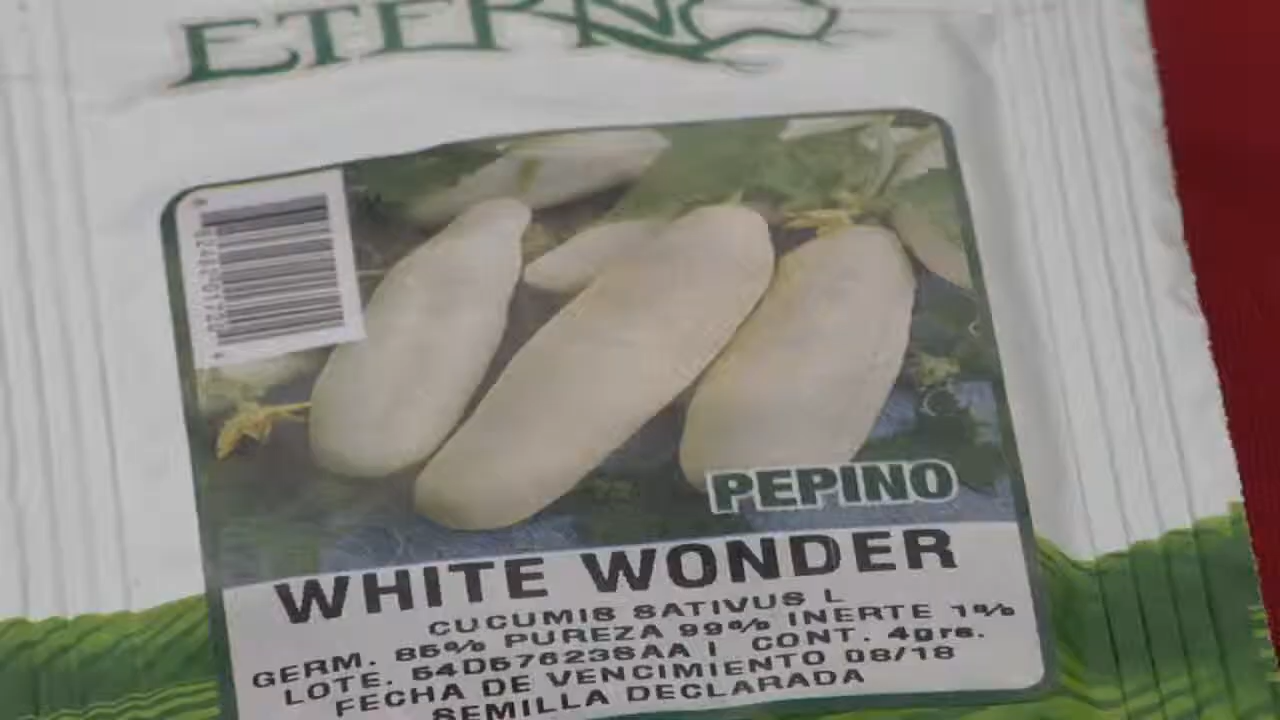 ETERNO
PEPINO
WHITE WONDER
CUCUMIS SATIVUS L
GERM. 85% PUREZA 99% INERTE 1%
LOTE. 54D57623SAA I CONT. 4grs.
FECHA DE VENCIMIENTO 08/18
SEMILLA DECLARADA